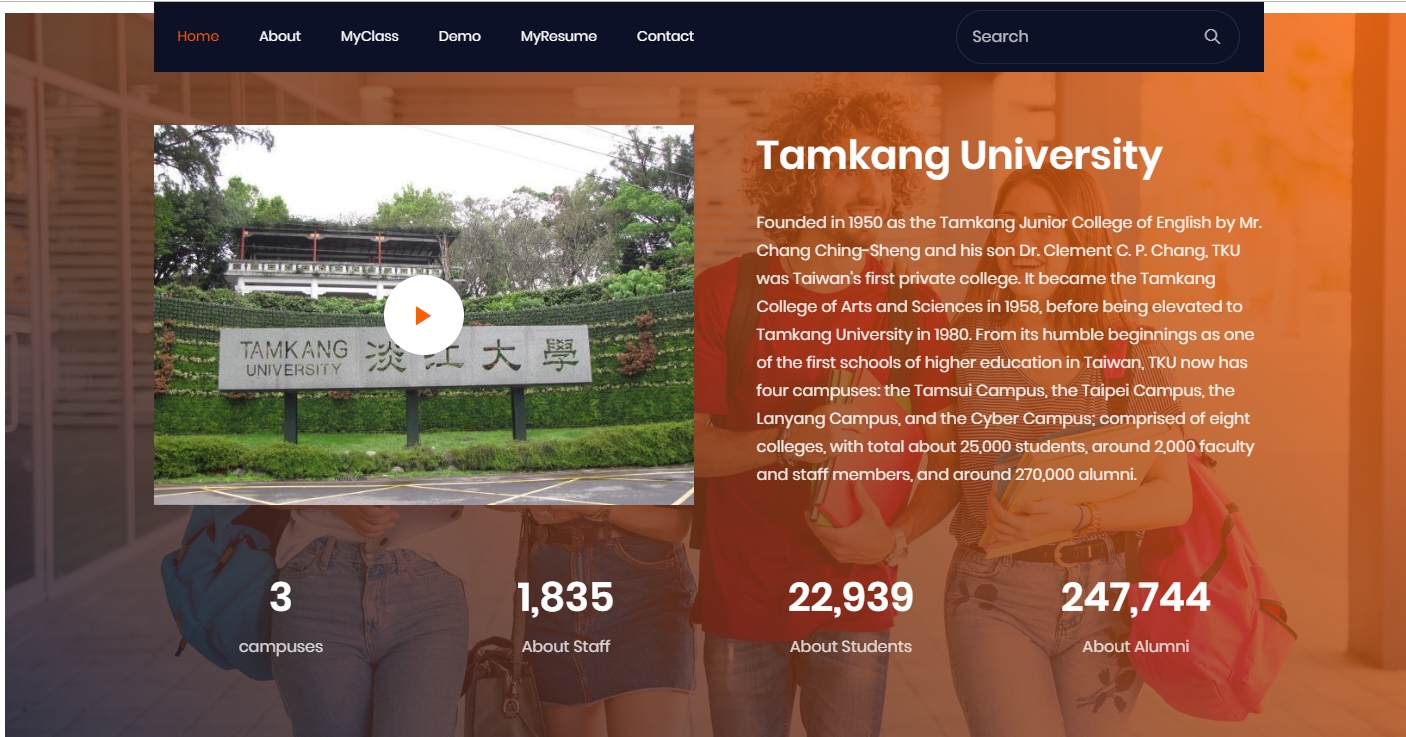 Home About MyClass Demo MyResume Contact Search
Tamkang University
Founded in 1950 as the Tamkang Junior College of English by Mr.
Chang Ching-Sheng and his son Dr. Clement C. P. Chang, TKU
was Taiwan's first private college. It became the Tamkang
College of Arts and Sciences in 1958, before being elevated to
Tamkang University in 1980. From its humble beginnings as one
of the first schools of higher education in Taiwan, TKU now has
four campuses: the Tamsui Campus, the Taipei Campus, the
Lanyang Campus, and the Cyber Campus; comprised of eight
colleges, with total about 25,000 students, around 2,000 faculty
and staff members, and around 270,000 alumni.
TAMKANG
UNIVERSITY
淡江大學
3
campuses
1,835
About Staff
22,939
About Students
247,744
About Alumni